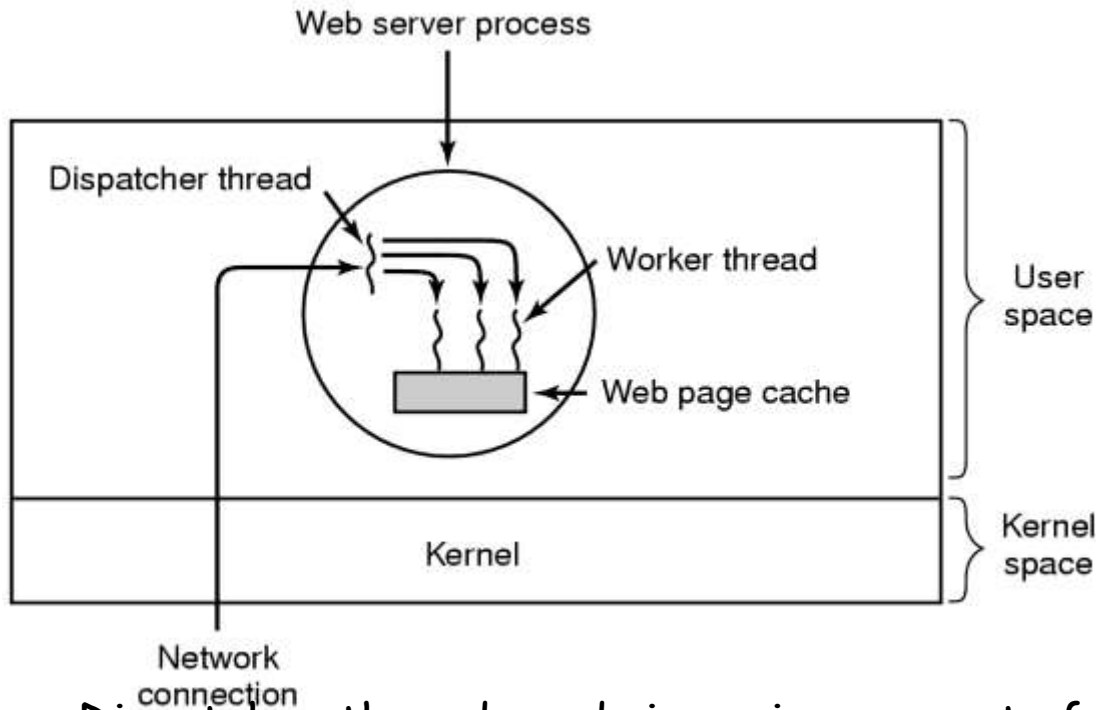 Web server process
Dispatcher thread
Worker thread
User
space
Web page cache
Kernel
Kernel
space
Network
connection